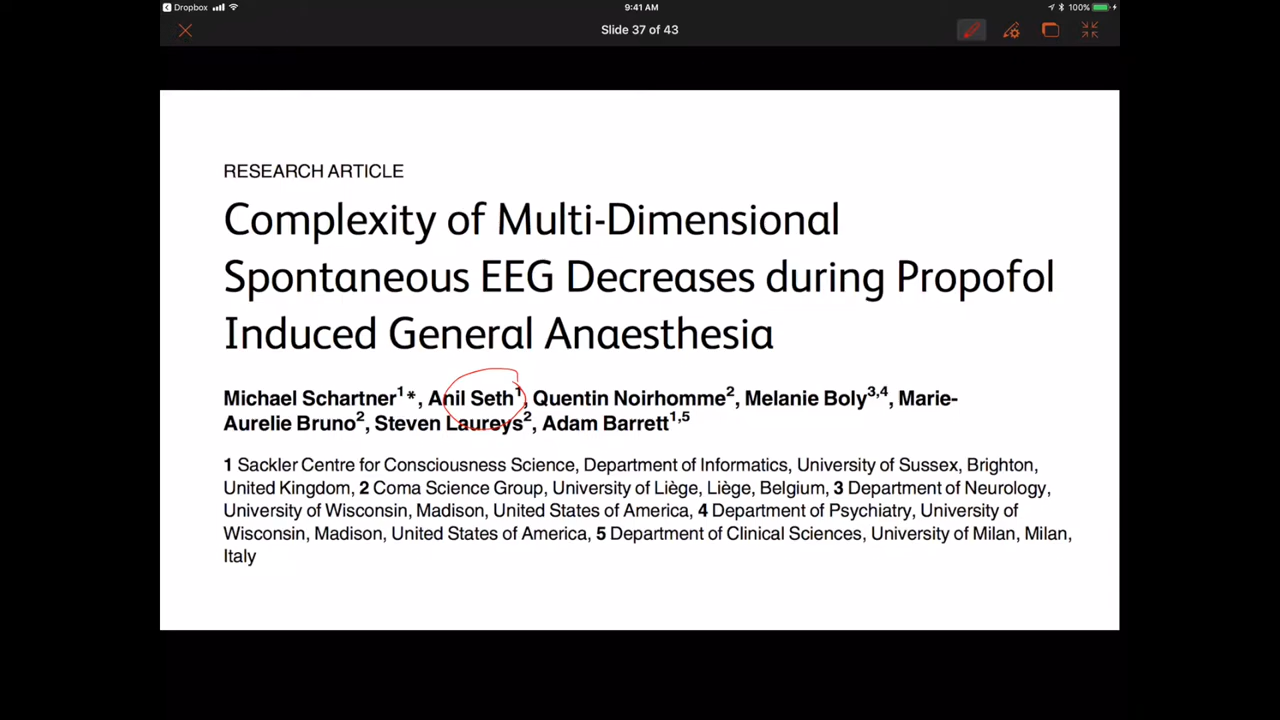 Dropbox 9:41 AM 100%
Slide 37 of 43
RESEARCH ARTICLE
Complexity of Multi-Dimensional
Spontaneous EEG Decreases during Propofol
Induced General Anaesthesia
Michael Schartner1*, Anil Seth1, Quentin Noirhomme2, Melanie Boly3,4, Marie-
Aurelie Bruno2, Steven Laureys2, Adam Barrett1,5
1 Sackler Centre for Consciousness Science, Department of Informatics, University of Sussex, Brighton,
United Kingdom, 2 Coma Science Group, University of Liège, Liège, Belgium, 3 Department of Neurology,
University of Wisconsin, Madison, United States of America, 4 Department of Psychiatry, University of
Wisconsin, Madison, United States of America, 5 Department of Clinical Sciences, University of Milan, Milan,
Italy